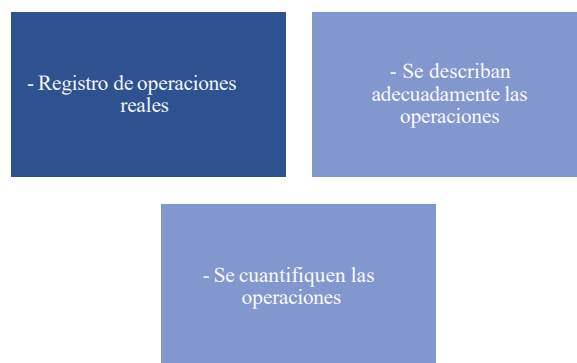 - Registro de operaciones
reales
- Se describan
adecuadamente las
operaciones
- Se cuantifiquen las
operaciones